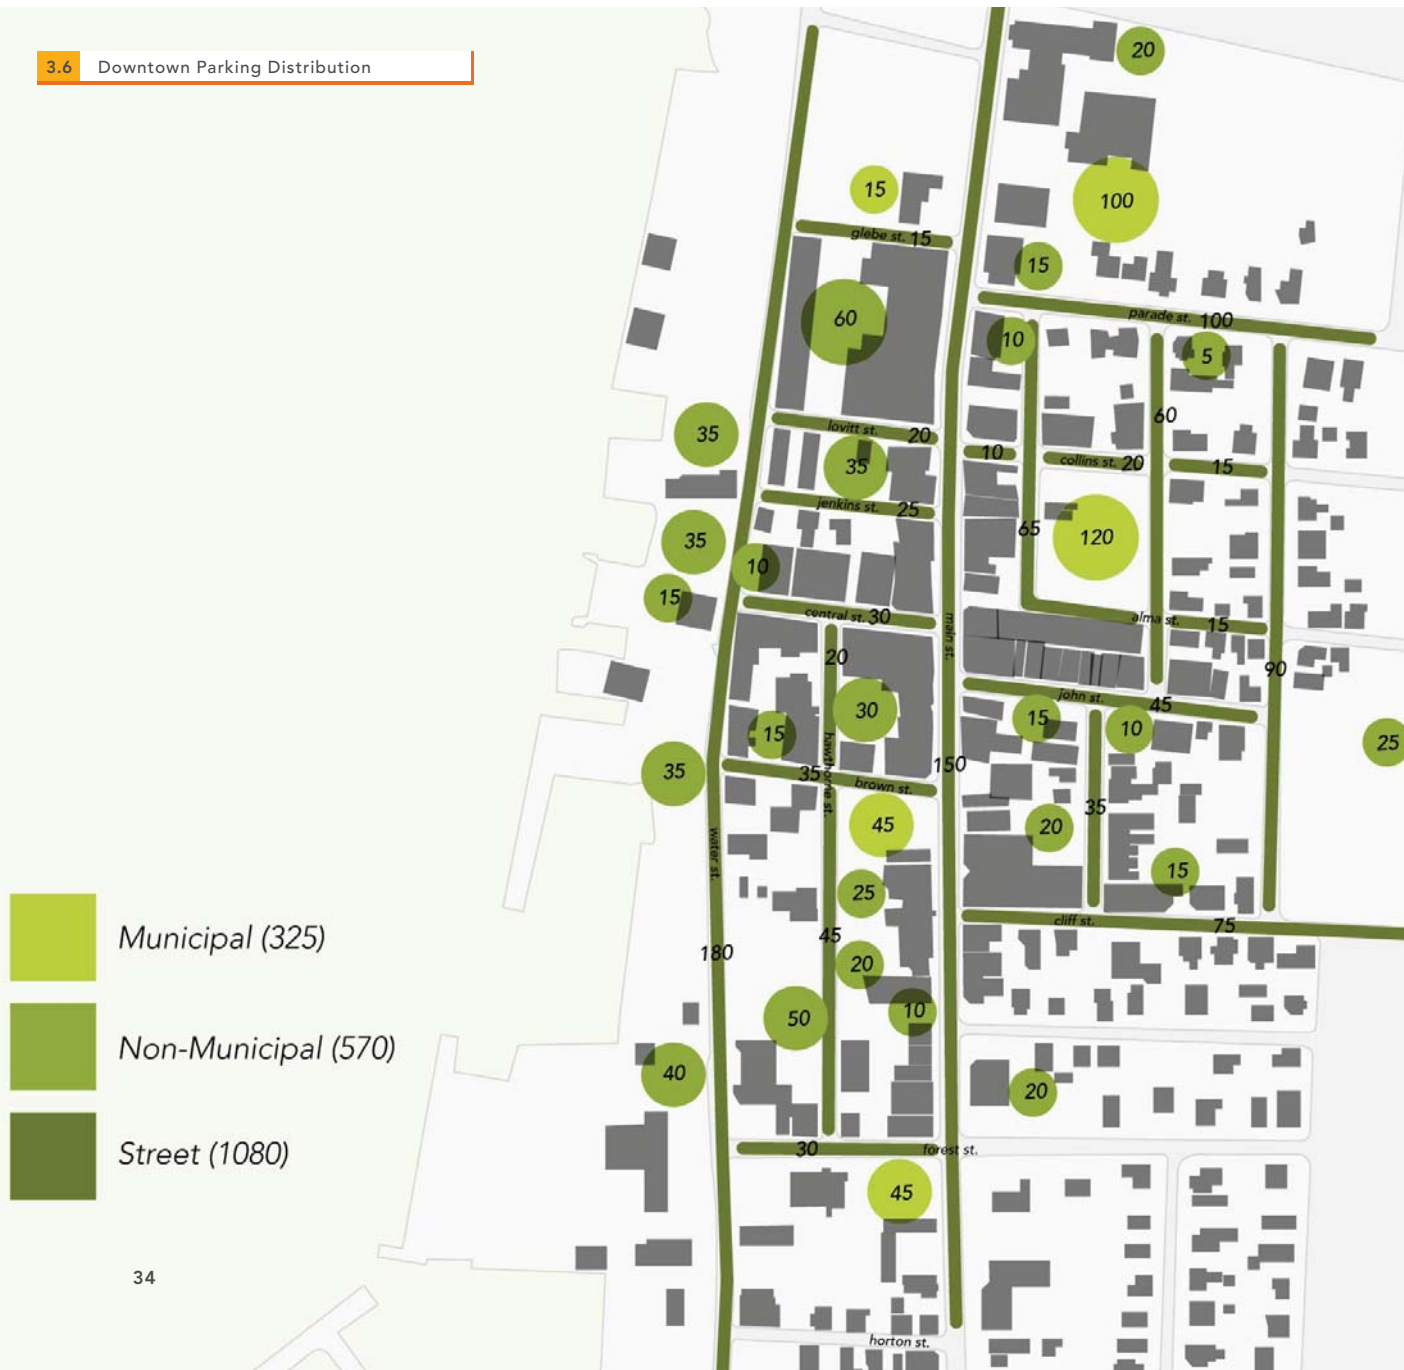 3.6 Downtown Parking Distribution
20
15
100
glebe st. 15
15
60
parade st. 100
10
5
35
lovitt st. 20
60
35
10
collins st. 20
15
jenkins st. 25
35
65
120
10
15
central st. 30
main st.
alma st. 15
20
90
30
john st. 45
15
15
10
25
35
hawthorne st.
35
brown st.
150
45
35
20
water st.
25
15
cliff st. 75
45
180
20
50
10
40
20
30
forest st.
45
horton st.
Municipal (325)
Non-Municipal (570)
Street (1080)
34